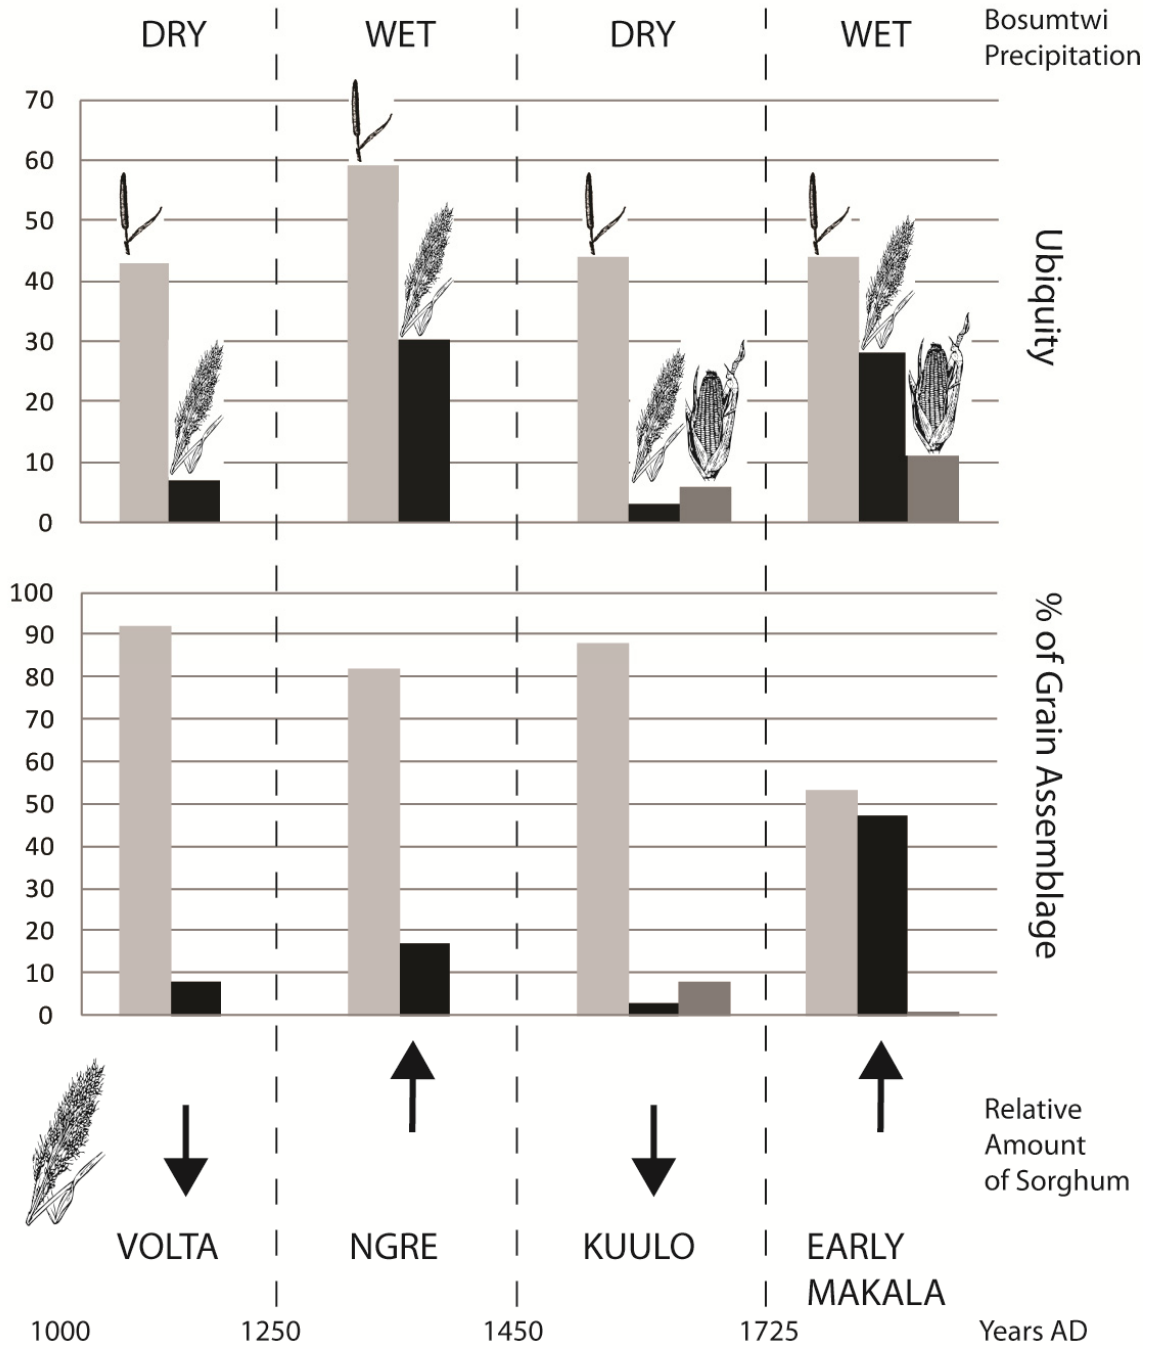 DRY WET DRY WET Bosumtwi
Precipitation
70
60
50
40
30
20
10
0
Ubiquity
100
90
80
70
60
50
40
30
20
10
0
% of Grain Assemblage
Relative
Amount
of Sorghum
VOLTA NGRE KUULO EARLY
MAKALA
1000 1250 1450 1725 Years AD